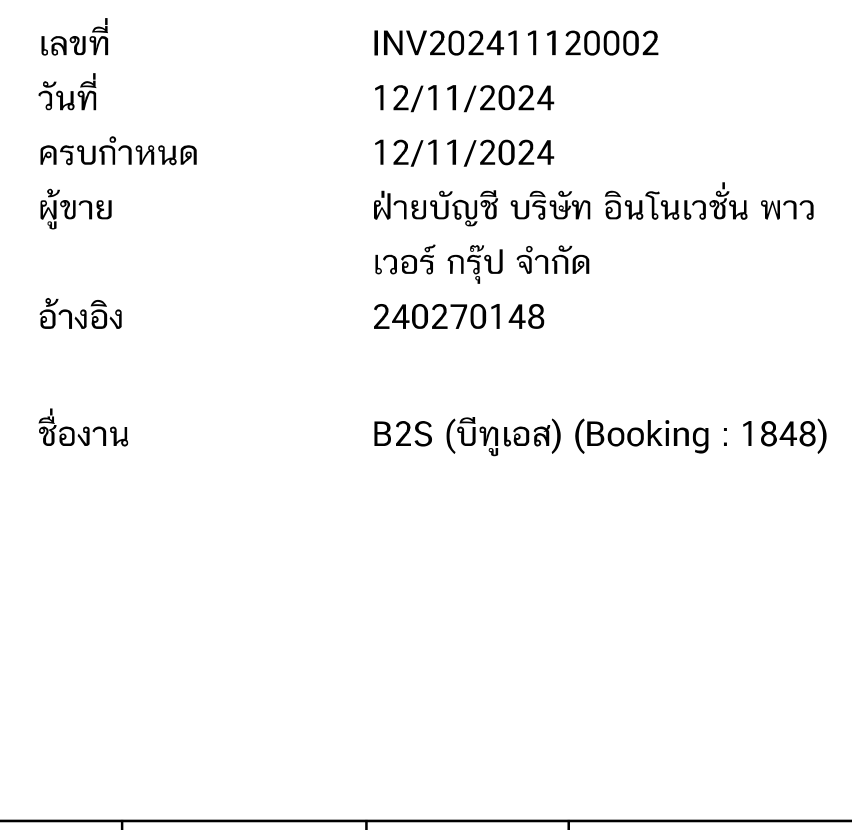 เลขที่ INV202411120002
วันที่ 12/11/2024
ครบกำหนด 12/11/2024
ผู้ขาย ฝ่ายบัญชี บริษัท อินโนเวชั่น พาว
เวอร์ กรุ๊ป จำกัด
อ้างอิง 240270148
ชื่องาน B2S (บีทูเอส) (Booking : 1848)